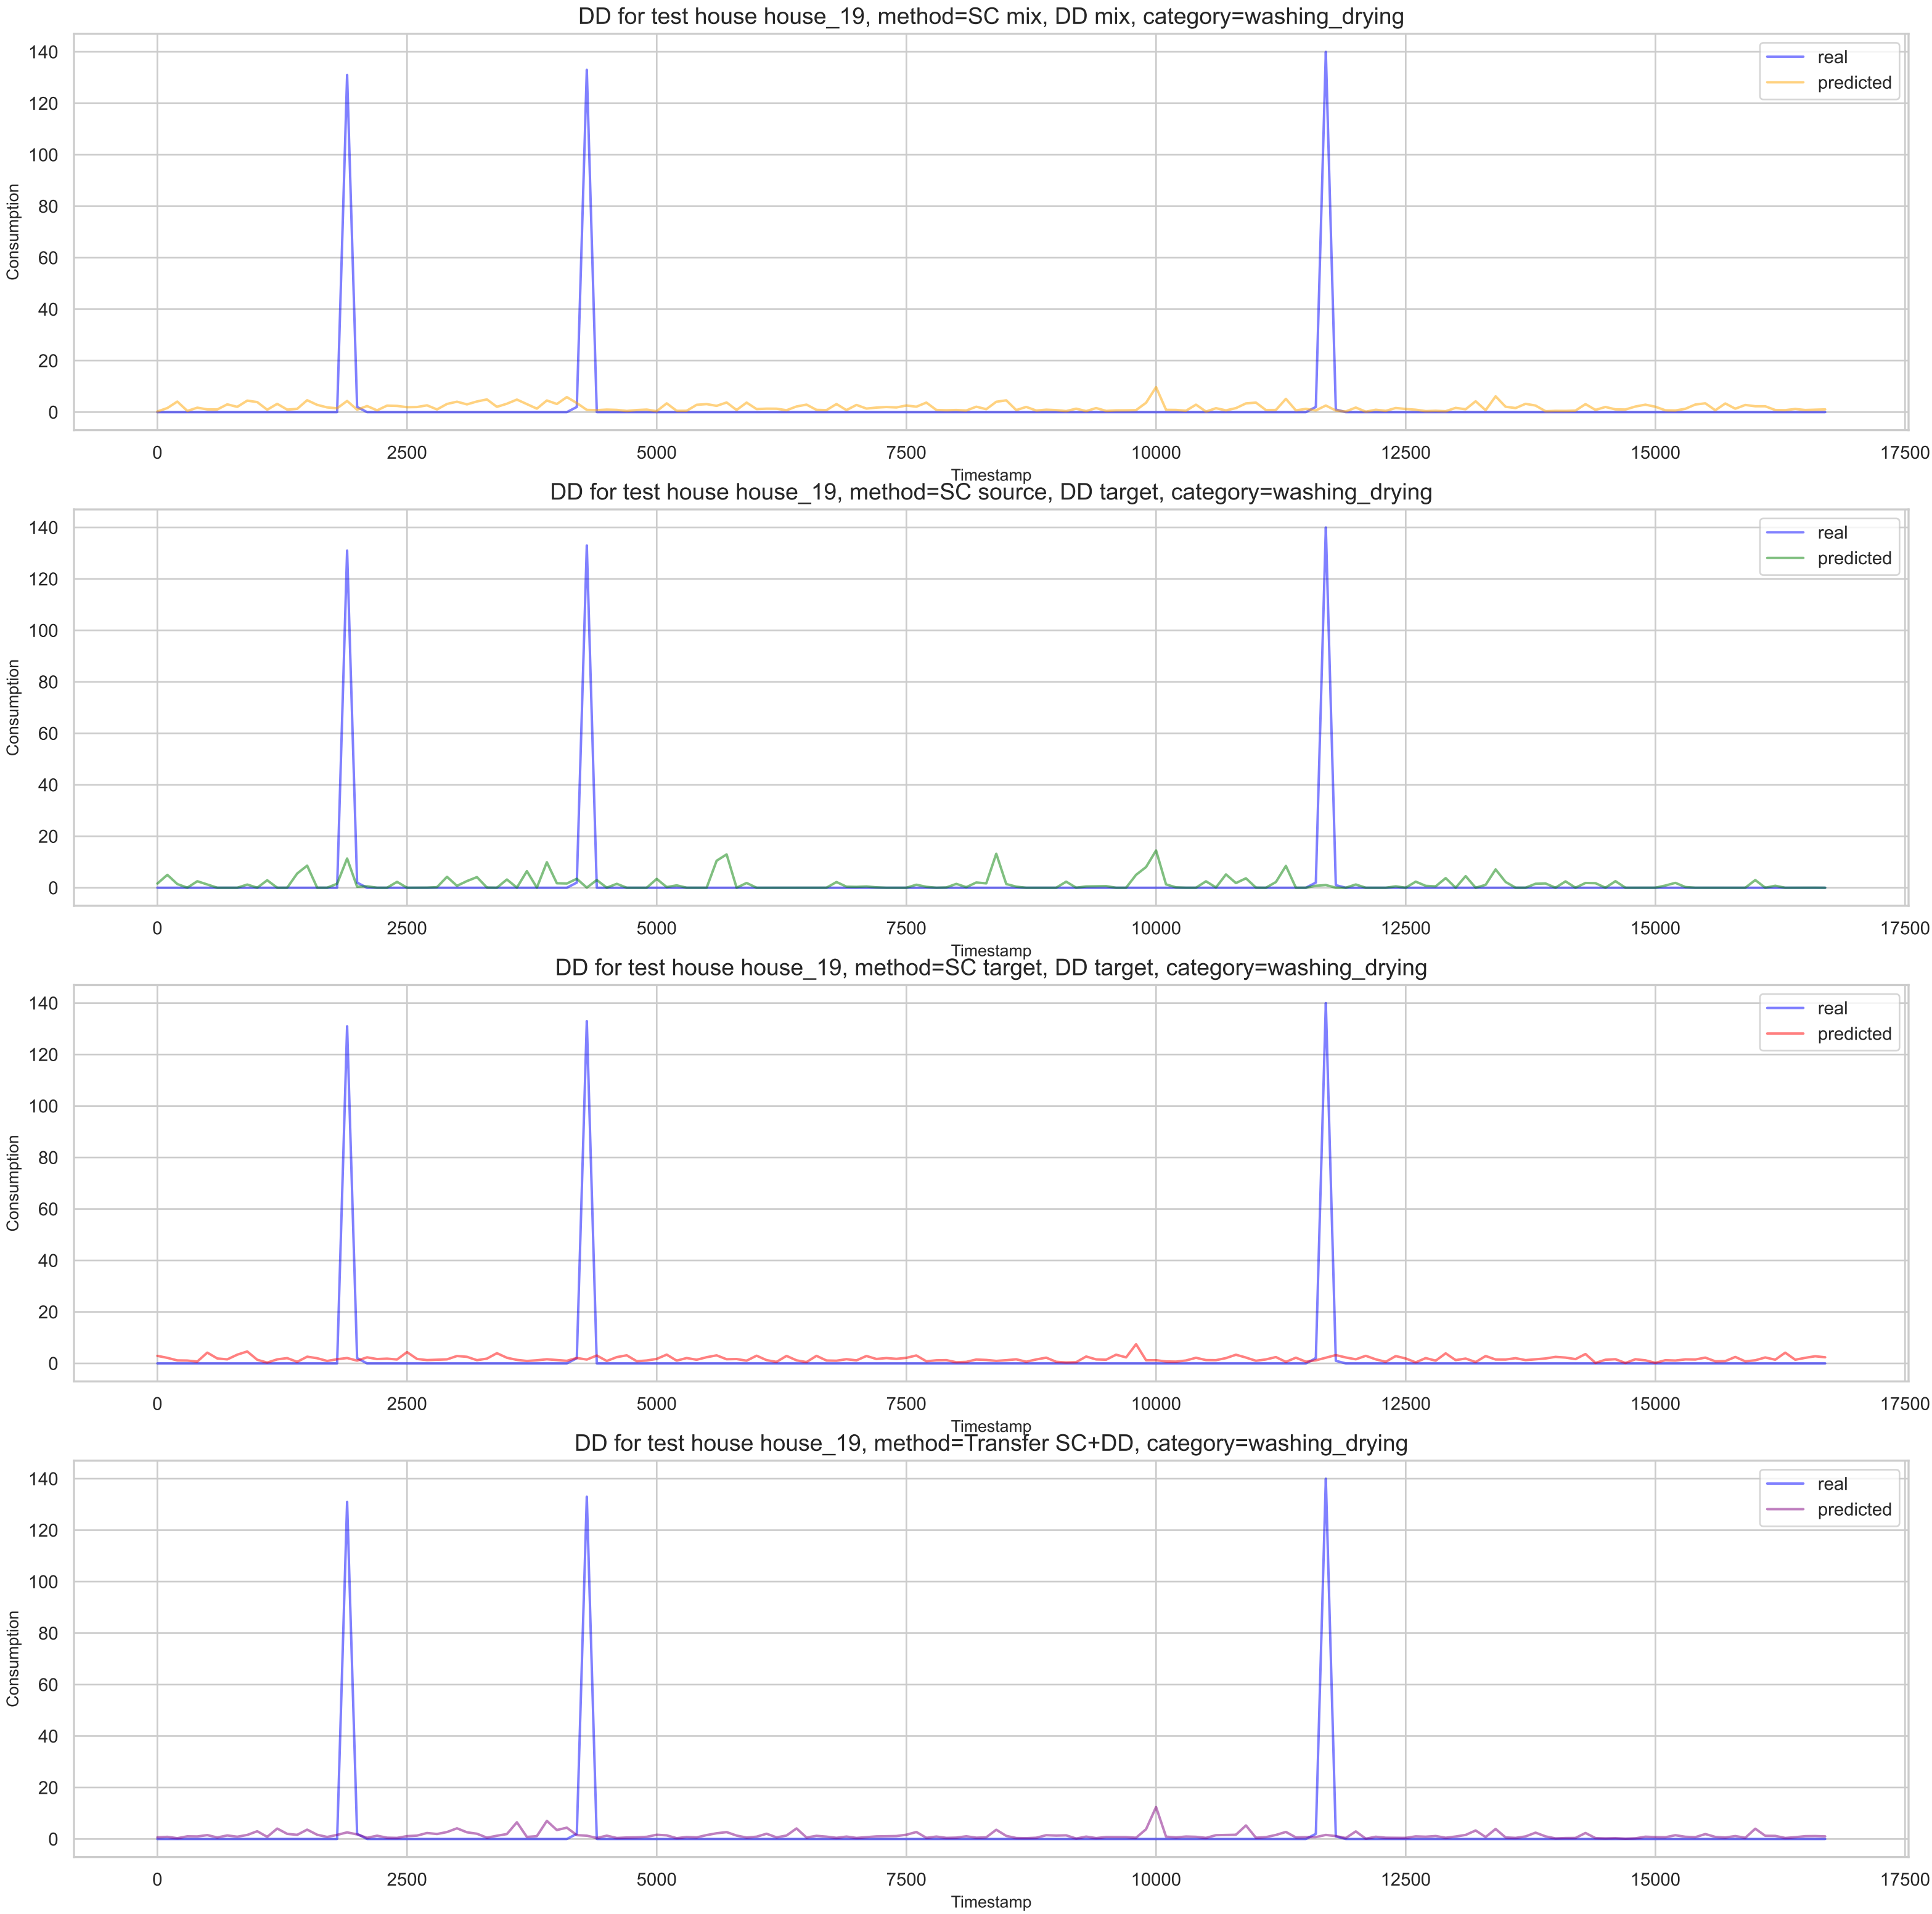 DD for test house house_19, method=SC mix, DD mix, category=washing_drying
140
120
100
80
60
40
20
0
Consumption
real
predicted
0 2500 5000 7500 10000 12500 15000 17500
Timestamp
DD for test house house_19, method=SC source, DD target, category=washing_drying
140
120
100
80
60
40
20
0
Consumption
real
predicted
0 2500 5000 7500 10000 12500 15000 17500
Timestamp
DD for test house house_19, method=SC target, DD target, category=washing_drying
140
120
100
80
60
40
20
0
Consumption
real
predicted
0 2500 5000 7500 10000 12500 15000 17500
Timestamp
DD for test house house_19, method=Transfer SC+DD, category=washing_drying
140
120
100
80
60
40
20
0
Consumption
real
predicted
0 2500 5000 7500 10000 12500 15000 17500
Timestamp